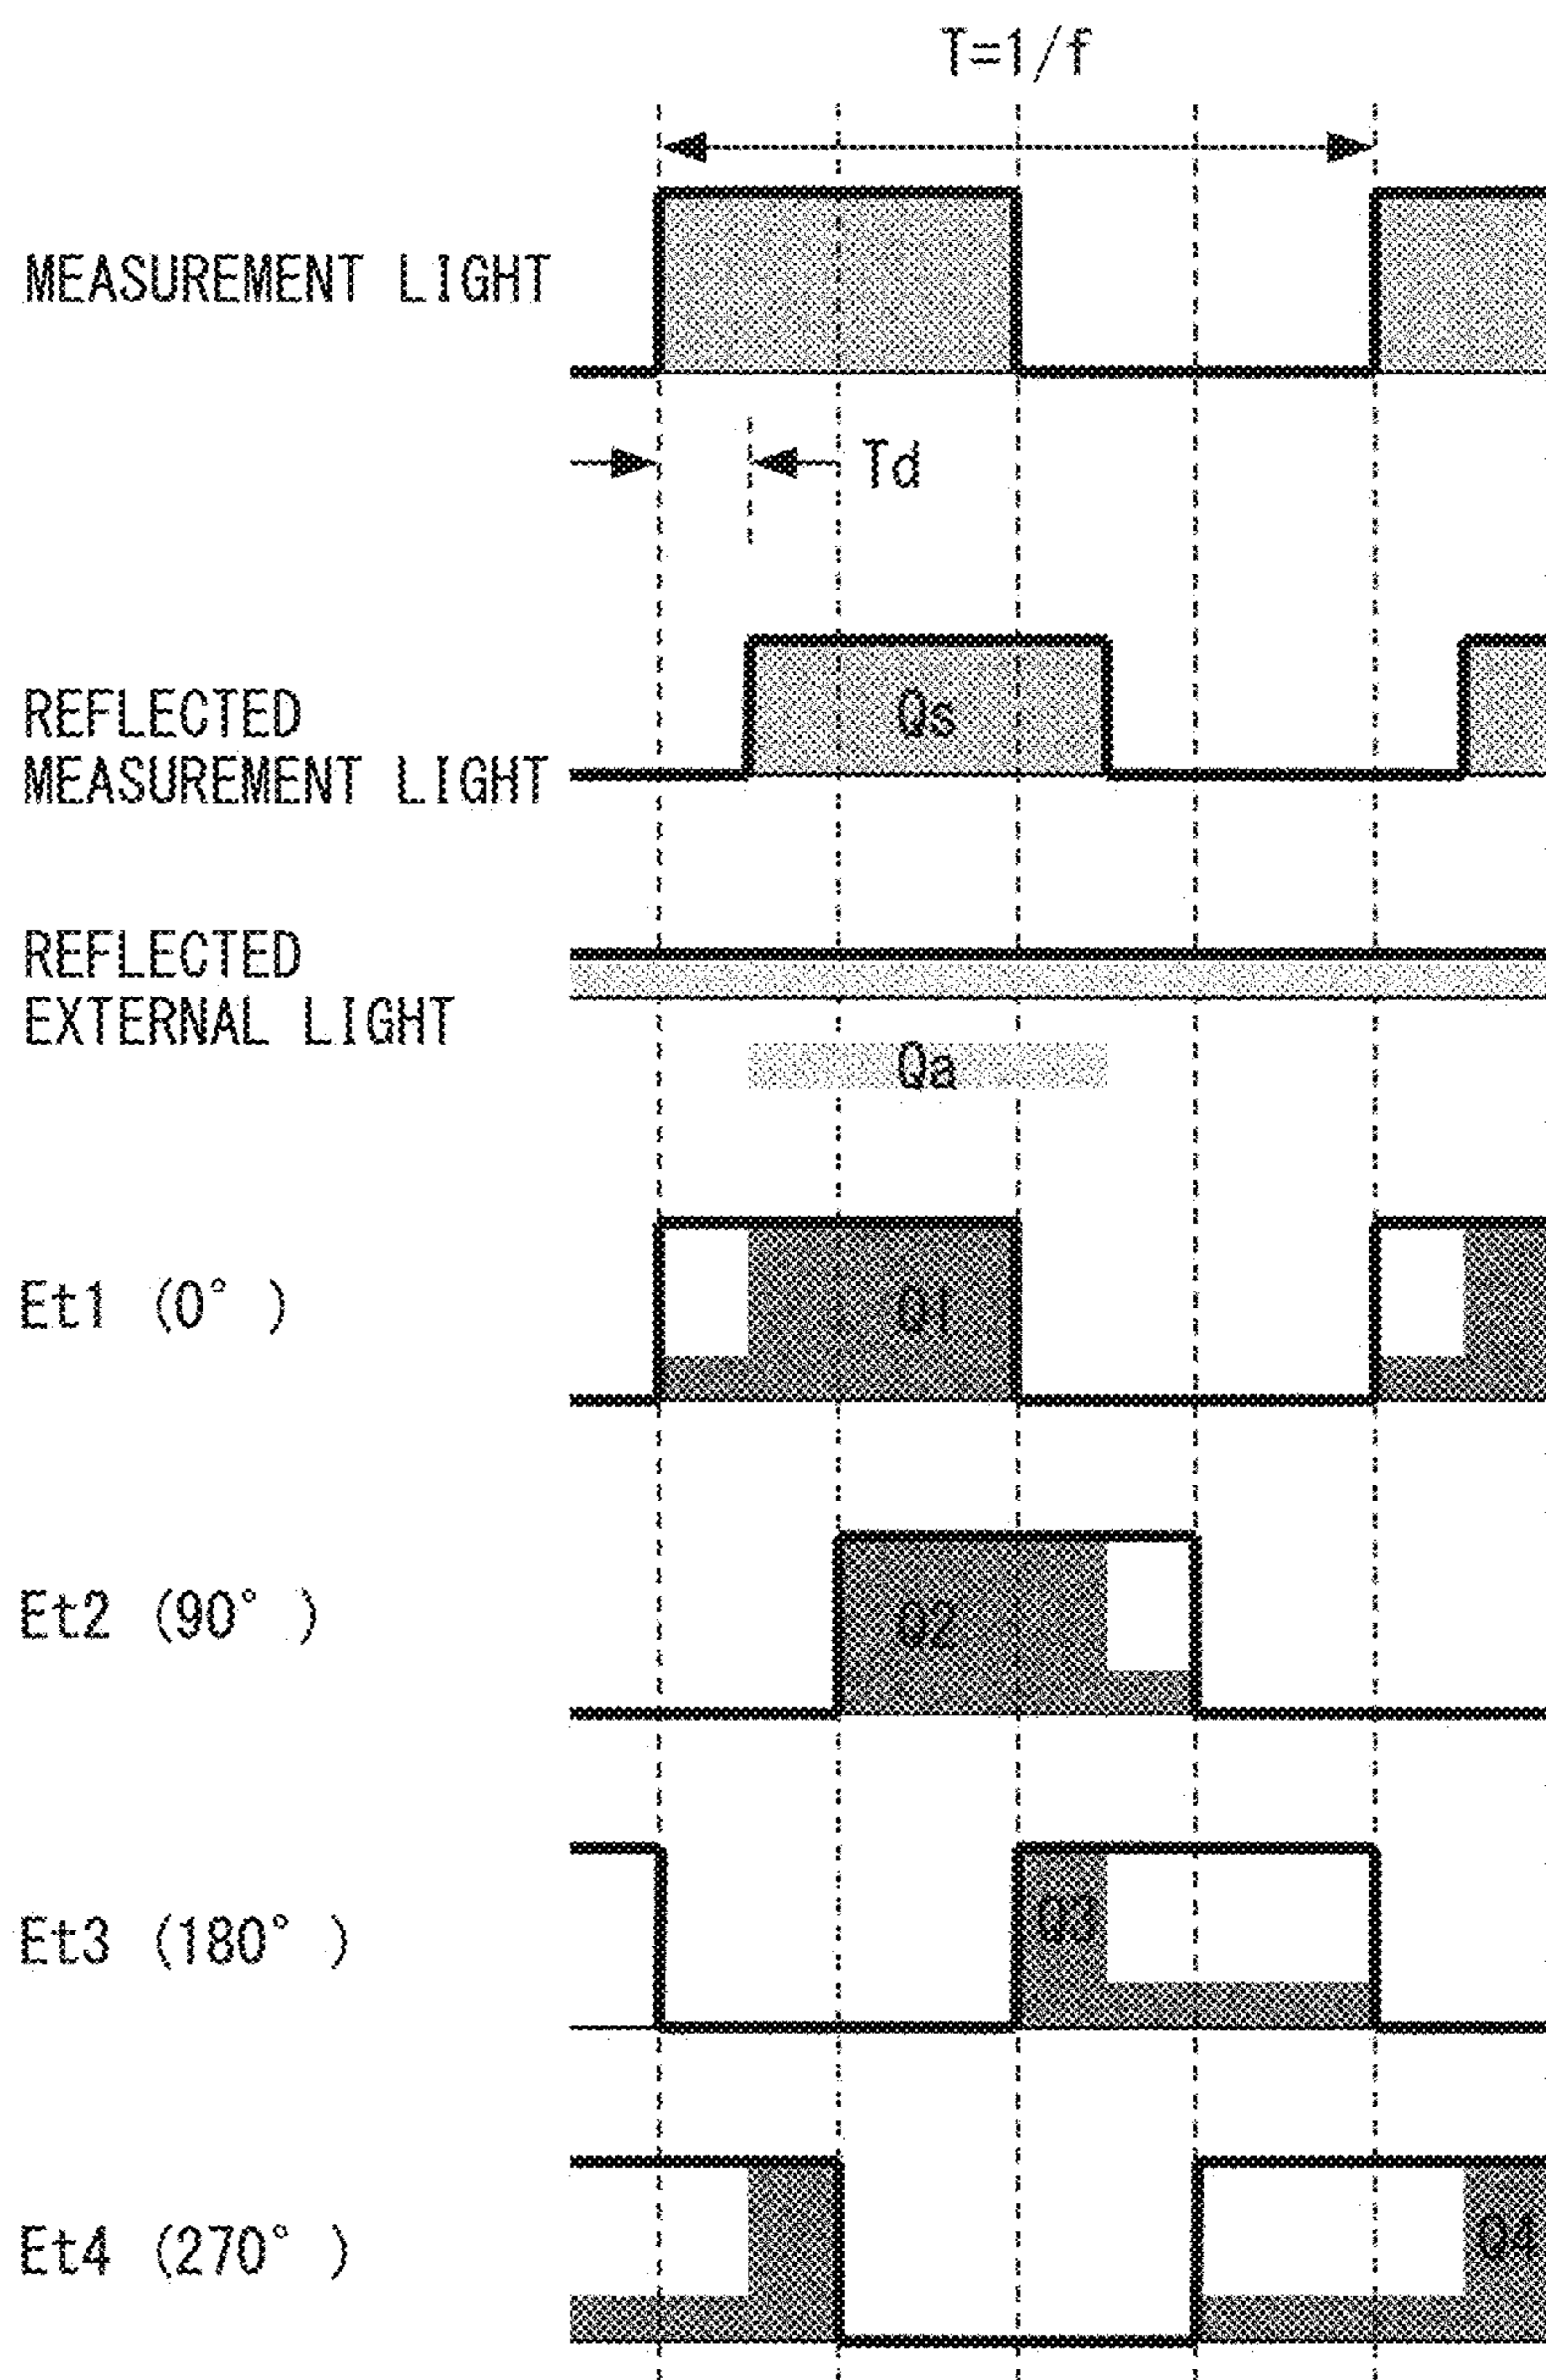 T=1/f
MEASUREMENT LIGHT
Td
REFLECTED
MEASUREMENT LIGHT
Qs
REFLECTED
EXTERNAL LIGHT
Qa
Et1 (0° )
Q1
Et2 (90° )
Q2
Et3 (180° )
Q3
Et4 (270° )
Q4